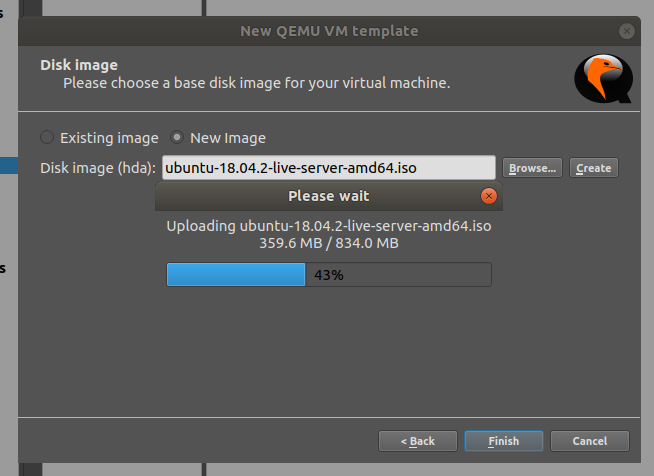 s
New QEMU VM template
Disk image
Please choose a base disk image for your virtual machine.
Existing image New Image
Disk image (hda): ubuntu-18.04.2-live-server-amd64.iso Browse... Create
Please wait
Uploading ubuntu-18.04.2-live-server-amd64.iso
359.6 MB / 834.0 MB
s
43%
< Back Finish Cancel